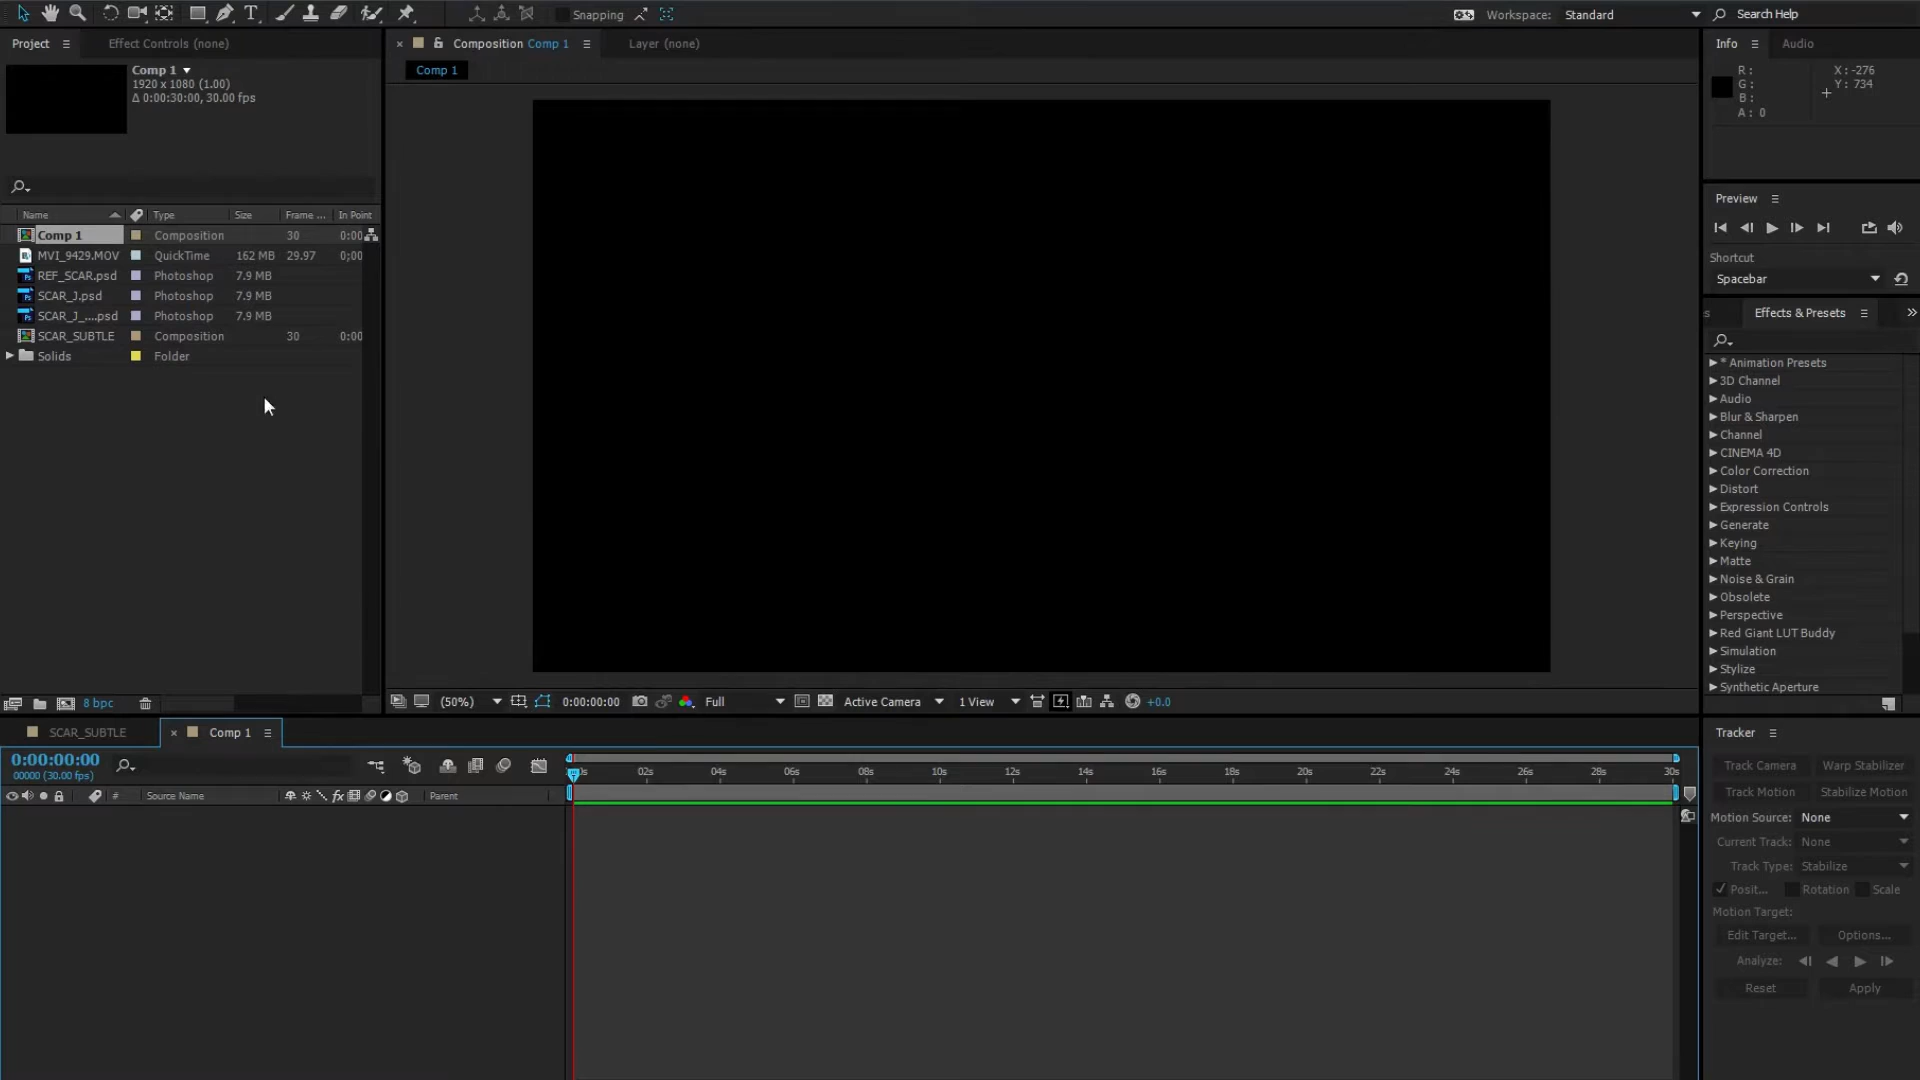 Snapping
Workspace: Standard
Search Help
Project
Effect Controls (none)
Composition Comp 1
Layer (none)
Info
Audio
Comp 1
1920 x 1080 (1.00)
Δ 0:00:30:00, 30.00 fps
Comp 1
R :
G :
B :
A : 0
X : -276
Y : 734
Name Type Size Frame ... In Point
Comp 1 Composition 30 0:00
MVI_9429.MOV QuickTime 162 MB 29.97 0;00
REF_SCAR.psd Photoshop 7.9 MB
SCAR_J.psd Photoshop 7.9 MB
SCAR_J_....psd Photoshop 7.9 MB
SCAR_SUBTLE Composition 30 0:00
Solids Folder
Preview
Shortcut
Spacebar
s
Effects & Presets
* Animation Presets
3D Channel
Audio
Blur & Sharpen
Channel
CINEMA 4D
Color Correction
Distort
Expression Controls
Generate
Keying
Matte
Noise & Grain
Obsolete
Perspective
Red Giant LUT Buddy
Simulation
Stylize
Synthetic Aperture
8 bpc
(50%)
0:00:00:00
Full
Active Camera
1 View
+0.0
SCAR_SUBTLE
Comp 1
0:00:00:00
00000 (30.00 fps)
# Source Name
fx
Parent
02s 04s 06s 08s 10s 12s 14s 16s 18s 20s 22s 24s 26s 28s 30s
Tracker
Track Camera Warp Stabilizer
Track Motion Stabilize Motion
Motion Source: None
Current Track: None
Track Type: Stabilize
Posit... Rotation Scale
Motion Target:
Edit Target... Options...
Analyze:
Reset Apply